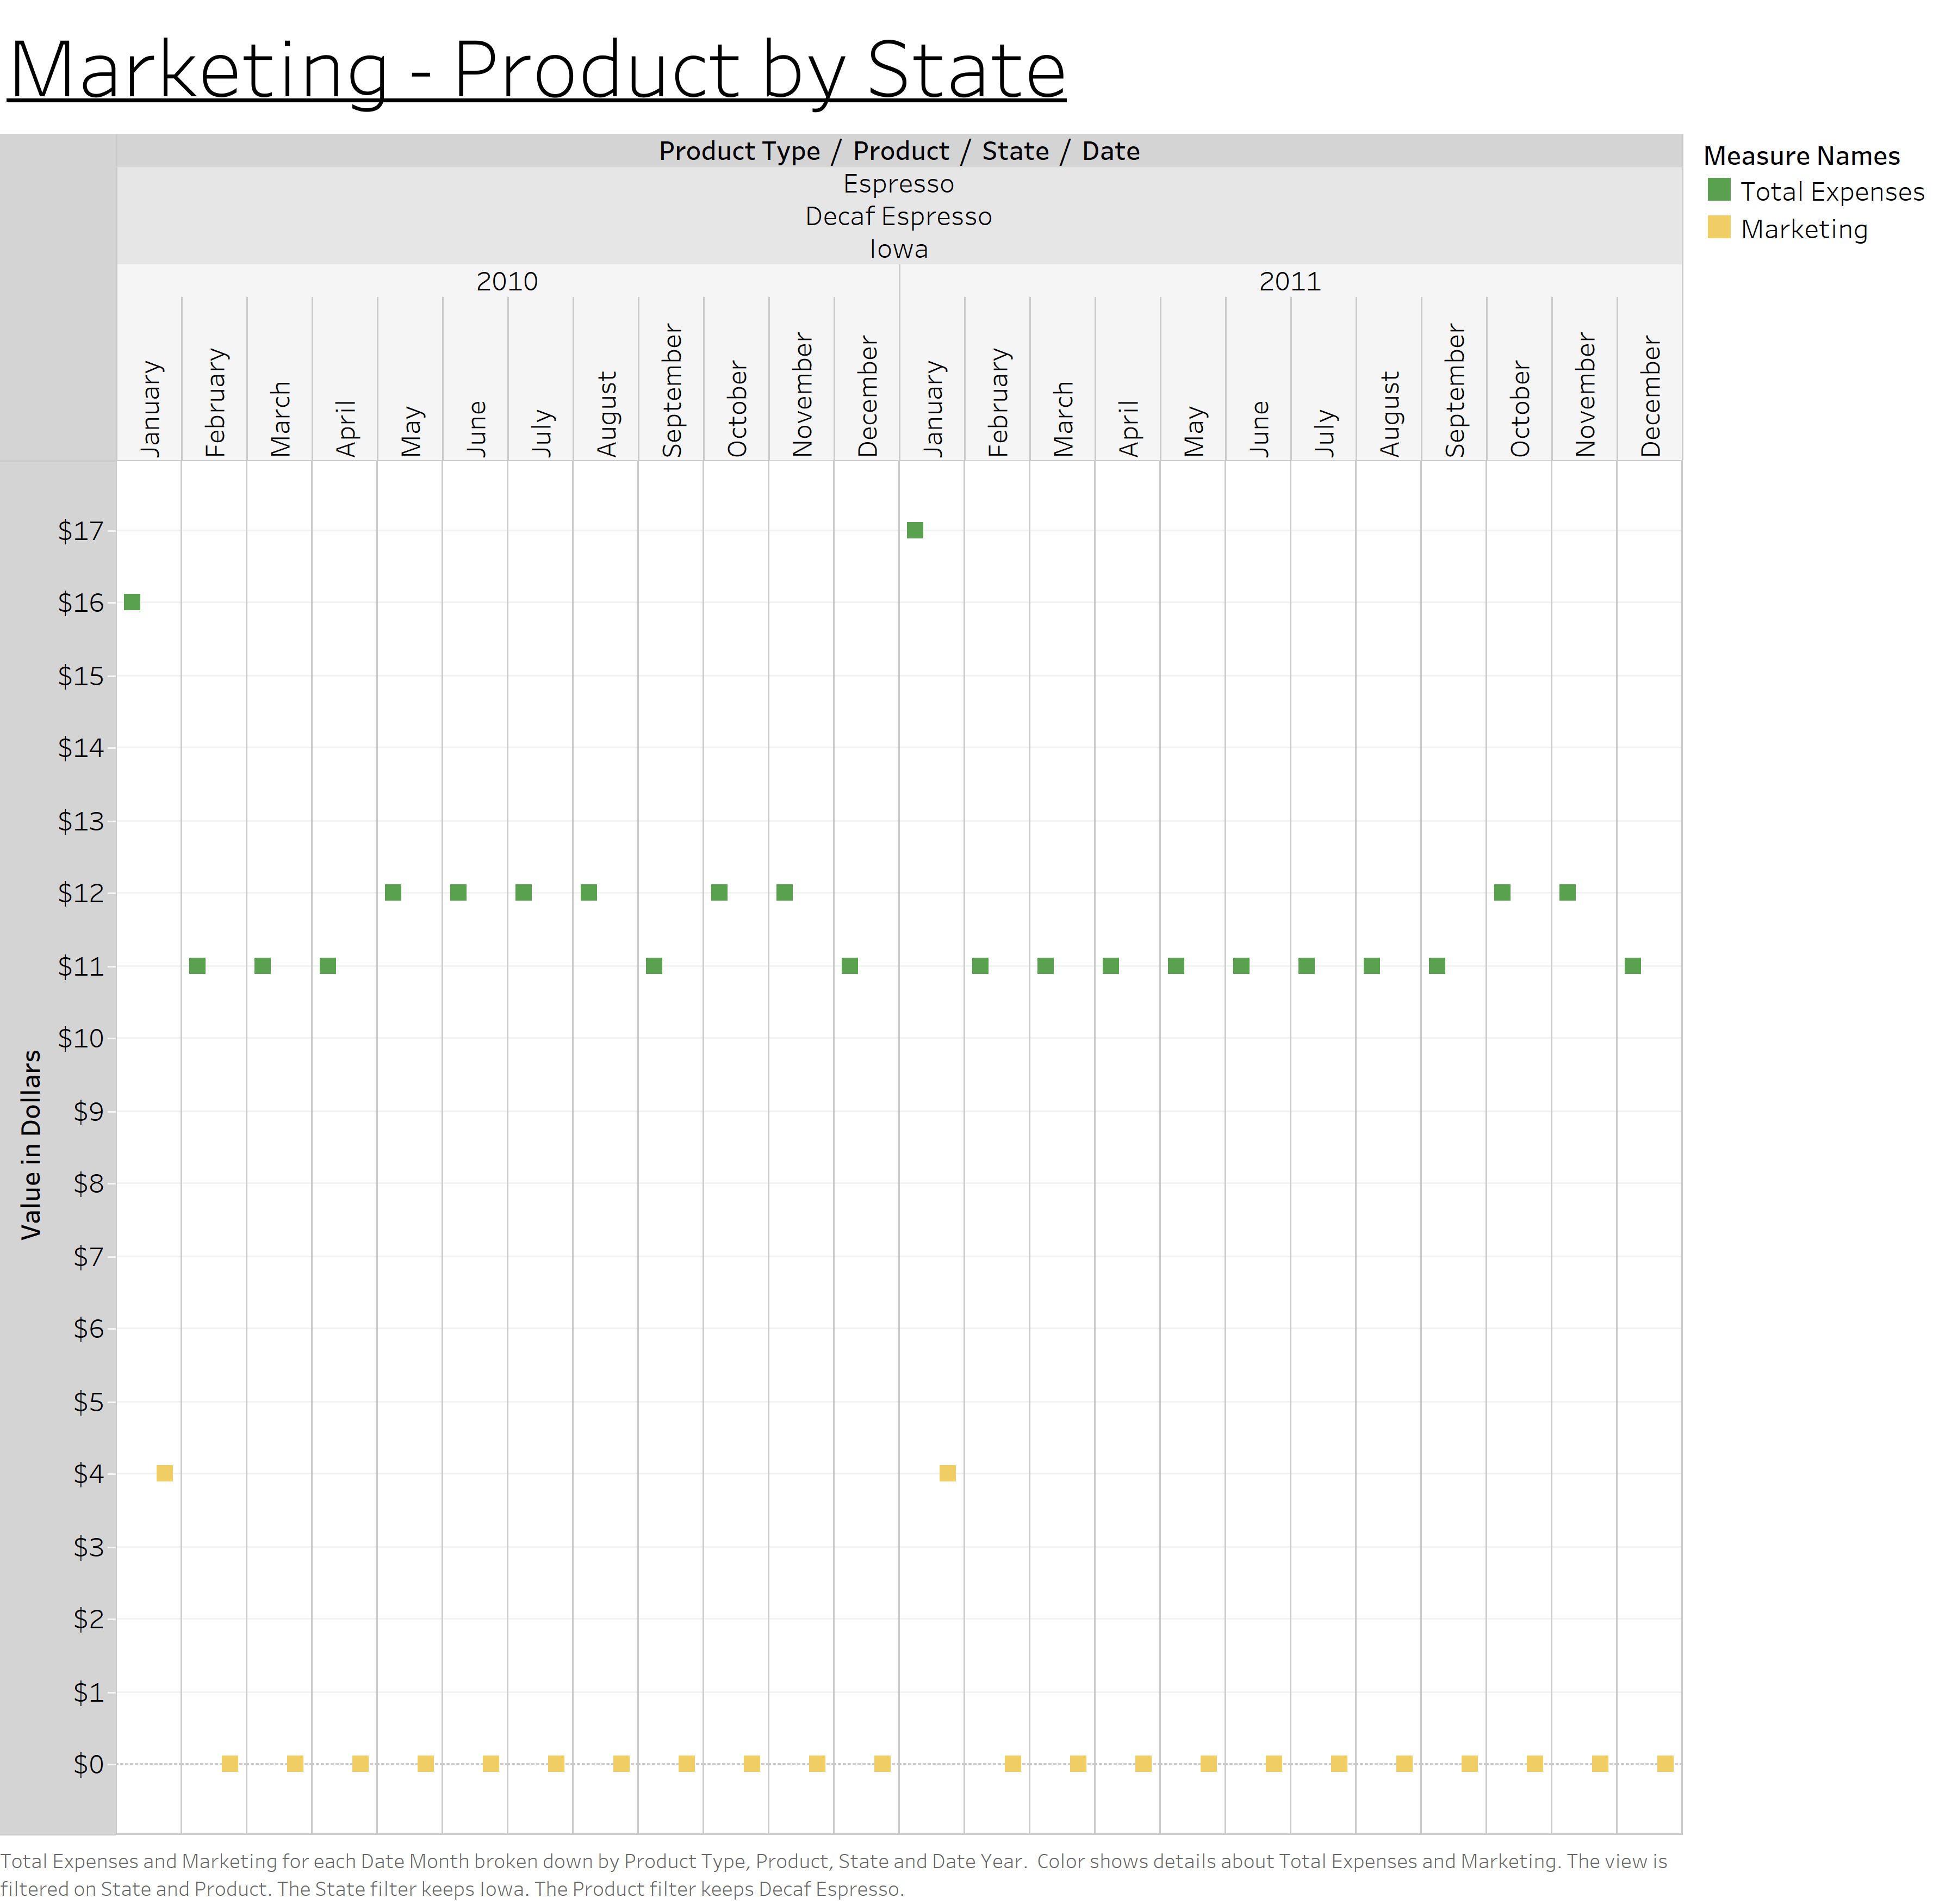 Marketing - Product by State
Product Type / Product / State / Date
Espresso
Decaf Espresso
Iowa
2010
2011
January
February
March
April
May
June
July
August
September
October
November
December
January
February
March
April
May
June
July
August
September
October
November
December
Measure Names
Total Expenses
Marketing
$17
$16
$15
$14
$13
$12
$11
$10
$9
$8
$7
$6
$5
$4
$3
$2
$1
$0
Value in Dollars
Total Expenses and Marketing for each Date Month broken down by Product Type, Product, State and Date Year.  Color shows details about Total Expenses and Marketing. The view is
filtered on State and Product. The State filter keeps Iowa. The Product filter keeps Decaf Espresso.